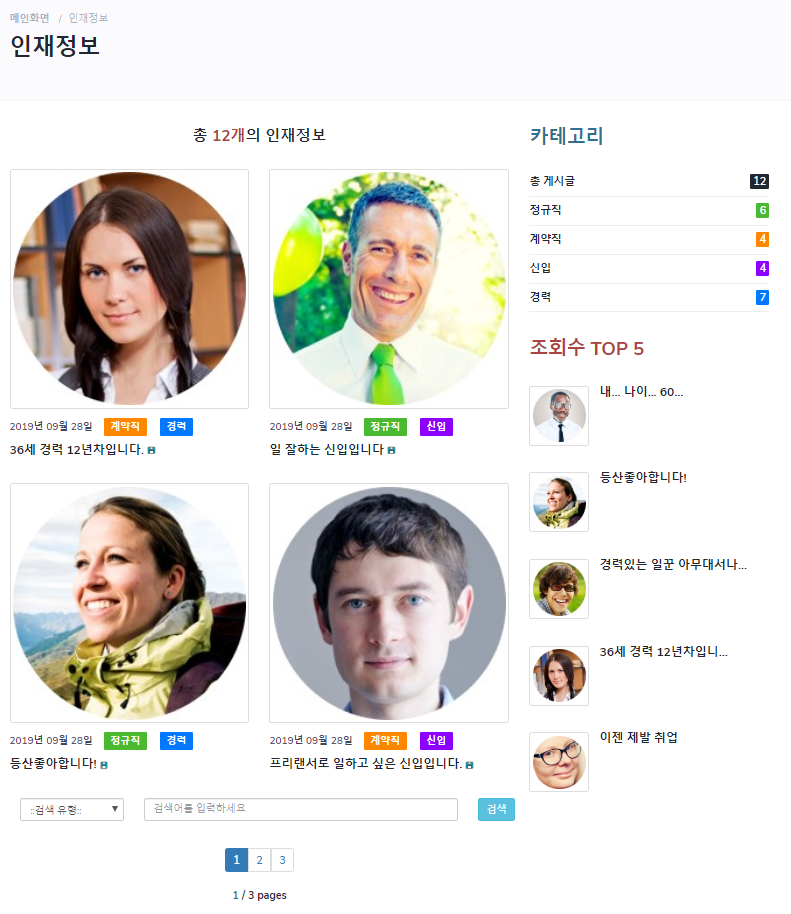 메인화면 / 인재정보
인재정보
총 12개의 인재정보
2019년 09월 28일 계약직 경력
36세 경력 12년차입니다.
2019년 09월 28일 정규직 신입
일 잘하는 신입입니다
2019년 09월 28일 정규직 경력
등산좋아합니다!
2019년 09월 28일 계약직 신입
프리랜서로 일하고 싶은 신입입니다.
::검색 유형:: 검색어를 입력하세요 검색
1 2 3
1 / 3 pages
카테고리
총 게시글 12
정규직 6
계약직 4
신입 4
경력 7
조회수 TOP 5
내... 나이... 60...
등산좋아합니다!
경력있는 일꾼 아무대서나...
36세 경력 12년차입니...
이젠 제발 취업